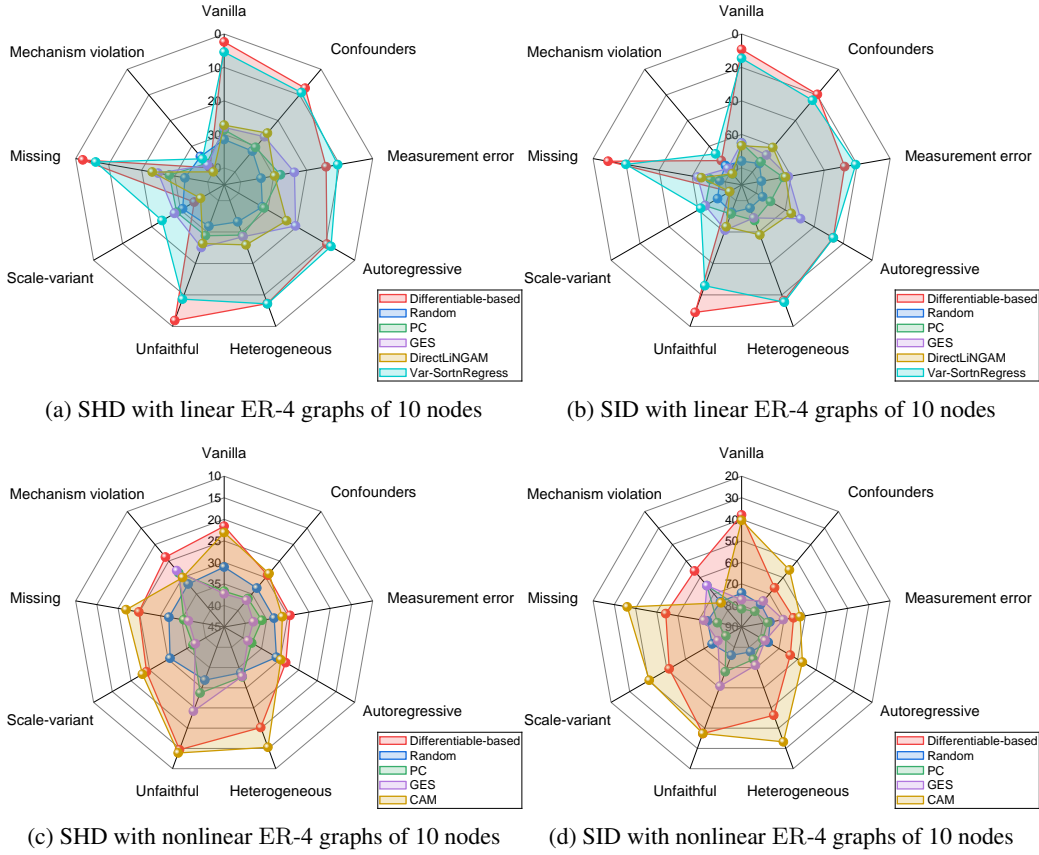 Vanilla
Confounders
Measurement error
Autoregressive
Heterogeneous
Unfaithful
Scale-variant
Missing
Mechanism violation
0
10
20
30
Differentiable-based
Random
PC
GES
DirectLiNGAM
Var-SortnRegress
(a) SHD with linear ER-4 graphs of 10 nodes
Vanilla
Confounders
Measurement error
Autoregressive
Heterogeneous
Unfaithful
Scale-variant
Missing
Mechanism violation
0
20
40
60
Differentiable-based
Random
PC
GES
DirectLiNGAM
Var-SortnRegress
(b) SID with linear ER-4 graphs of 10 nodes
Vanilla
Confounders
Measurement error
Autoregressive
Heterogeneous
Unfaithful
Scale-variant
Missing
Mechanism violation
10
15
20
25
30
35
40
45
Differentiable-based
Random
PC
GES
CAM
(c) SHD with nonlinear ER-4 graphs of 10 nodes
Vanilla
Confounders
Measurement error
Autoregressive
Heterogeneous
Unfaithful
Scale-variant
Missing
Mechanism violation
20
30
40
50
60
70
80
90
Differentiable-based
Random
PC
GES
CAM
(d) SID with nonlinear ER-4 graphs of 10 nodes